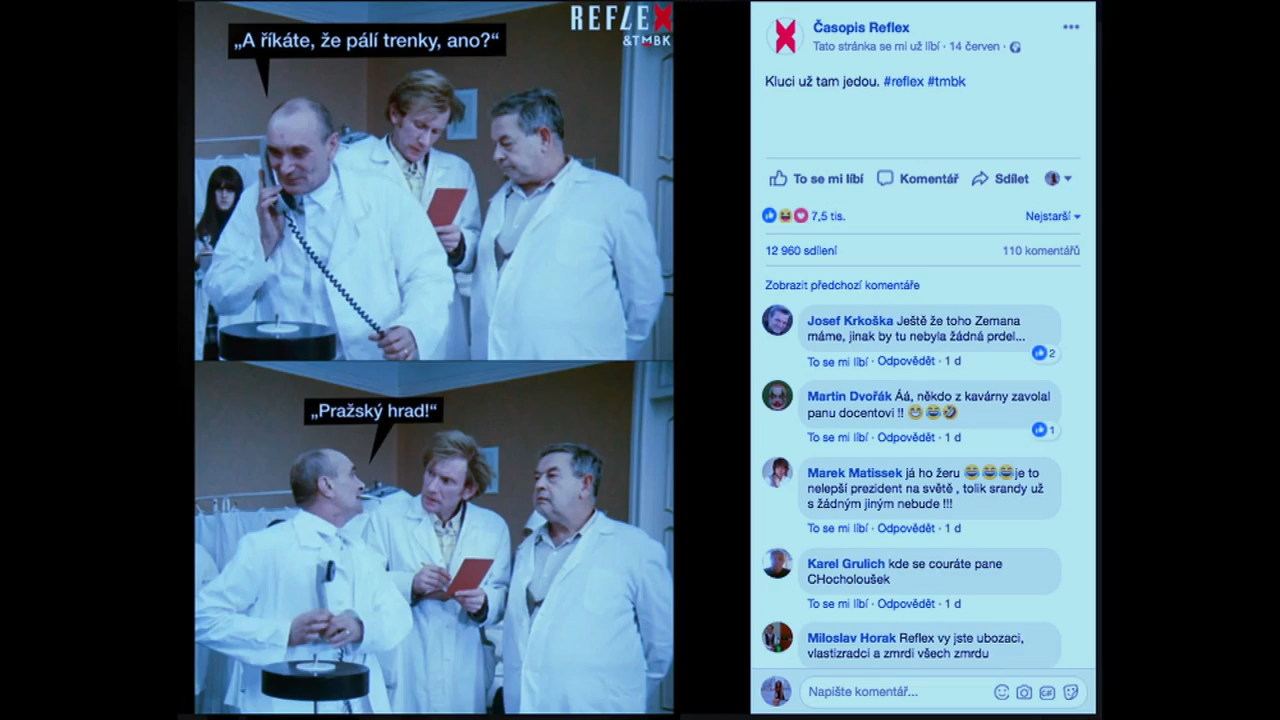 „A říkáte, že pálí trenky, ano?“
REFLEX
&TMBK
„Pražský hrad!“
Časopis Reflex
Tato stránka se mi už líbí · 14 červen ·
Kluci už tam jedou. #reflex #tmbk
To se mi líbí Komentář Sdílet
7,5 tis. Nejstarší
12 960 sdílení 110 komentářů
Zobrazit předchozí komentáře
Josef Krkoška Ještě že toho Zemana
máme, jinak by tu nebyla žádná prdel...
2
To se mi líbí · Odpovědět · 1 d
Martin Dvořák Áá, někdo z kavárny zavolal
panu docentovi !! 😁😂🤣
1
To se mi líbí · Odpovědět · 1 d
Marek Matissek já ho žeru 😂😂😂je to
nelepší prezident na světě , tolik srandy už
s žádným jiným nebude !!!
To se mi líbí · Odpovědět · 1 d
Karel Grulich kde se couráte pane
CHocholoušek
To se mi líbí · Odpovědět · 1 d
Miloslav Horak Reflex vy jste ubozaci,
vlastizradci a zmrdi všech zmrdu
Napište komentář...
GIF